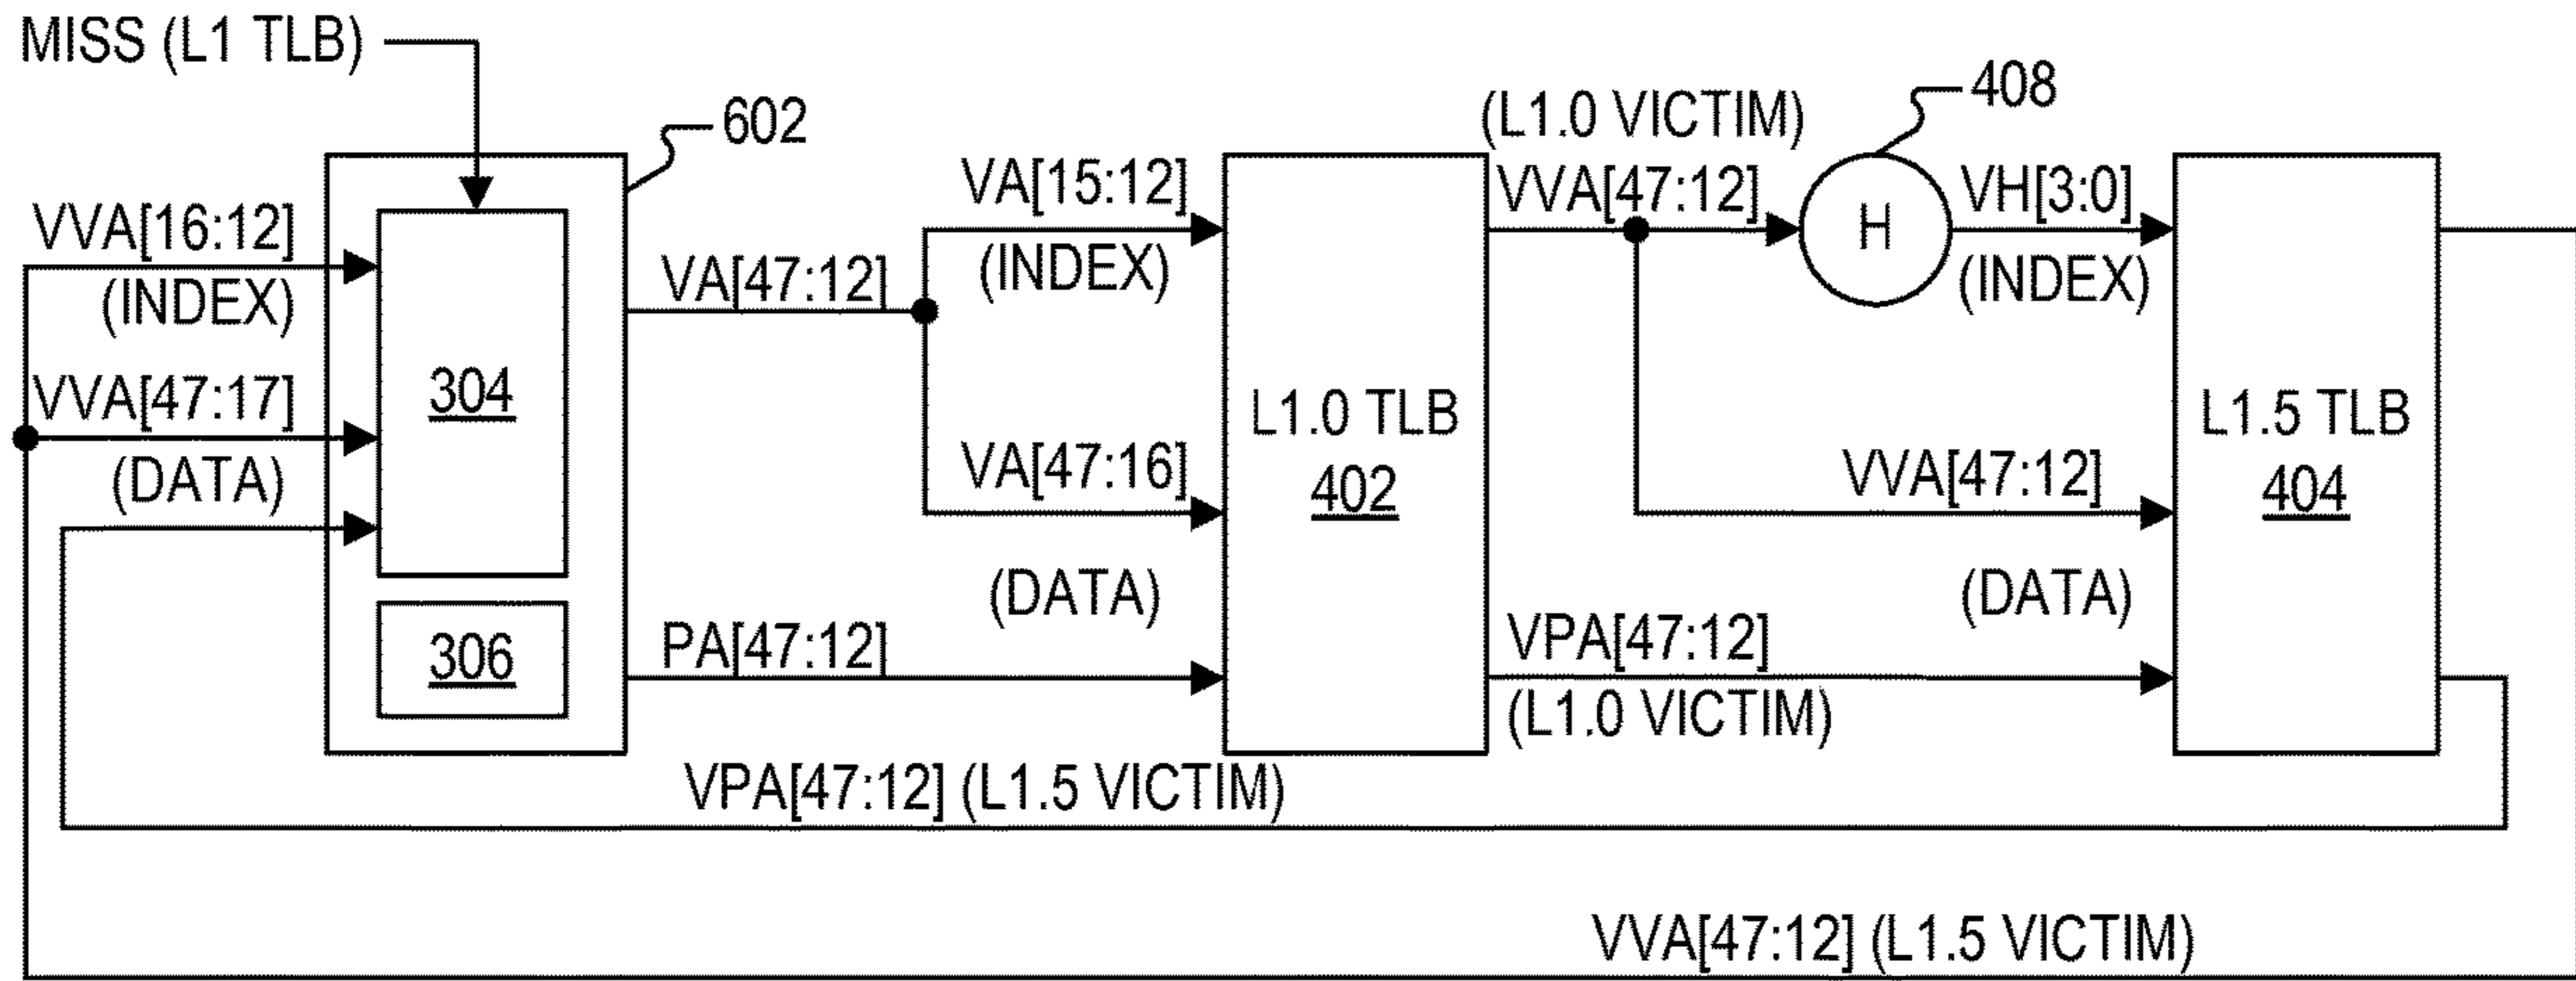 MISS (L1 TLB)
602
408
(L1.0 VICTIM)
VVA[16:12]
(INDEX)
VVA[47:17]
(DATA)
304
306
VA[47:12]
PA[47:12]
VA[15:12]
(INDEX)
VA[47:16]
(DATA)
L1.0 TLB
402
VVA[47:12]
H
VH[3:0]
(INDEX)
VVA[47:12]
(DATA)
VPA[47:12]
(L1.0 VICTIM)
L1.5 TLB
404
VPA[47:12] (L1.5 VICTIM)
VVA[47:12] (L1.5 VICTIM)